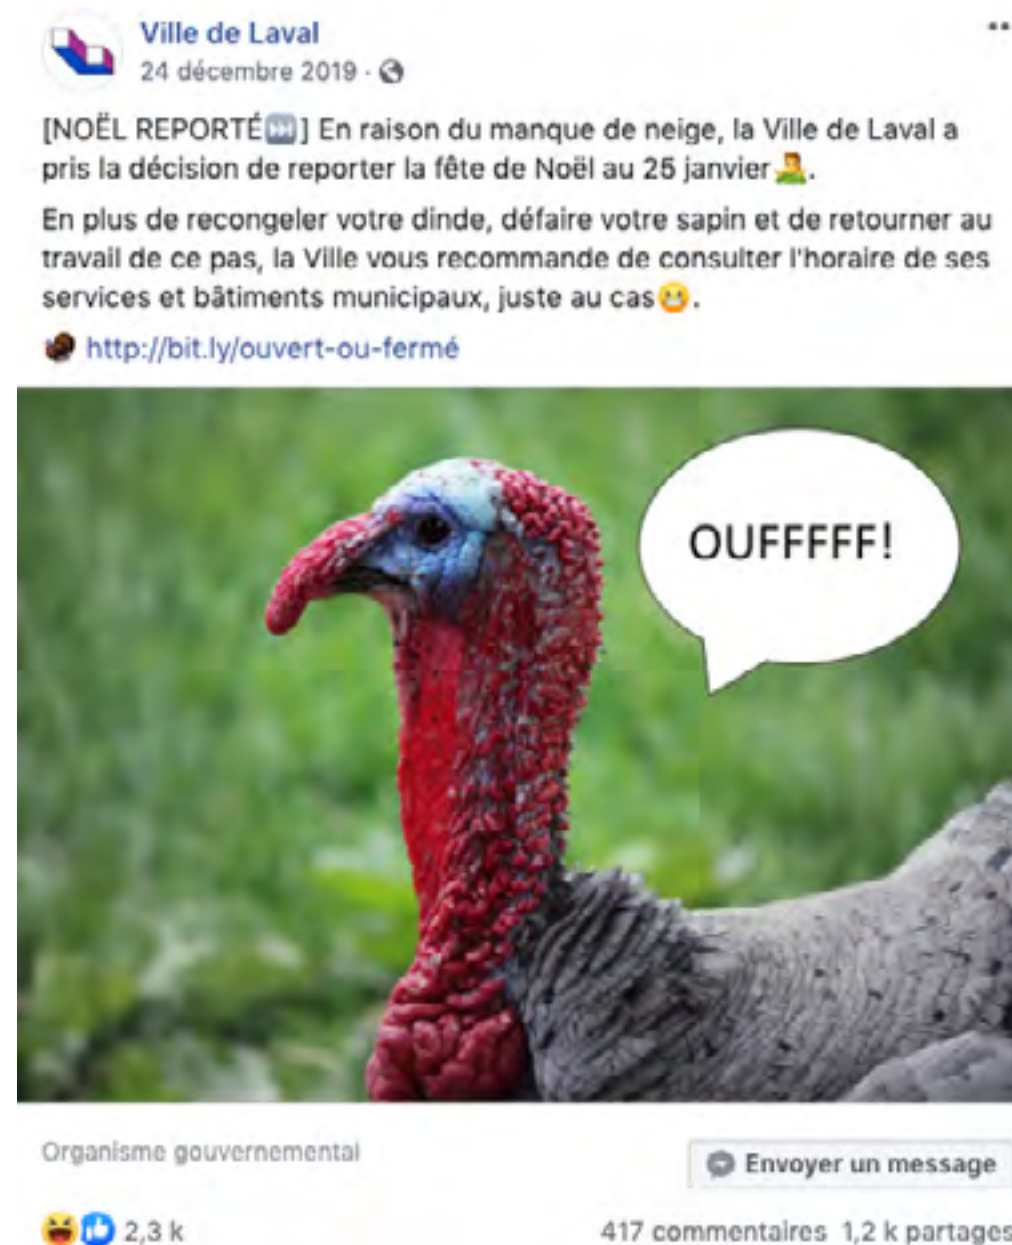 Ville de Laval
24 décembre 2019 ·
[NOËL REPORTÉ⏭️] En raison du manque de neige, la Ville de Laval a
pris la décision de reporter la fête de Noël au 25 janvier🤷.
En plus de recongeler votre dinde, défaire votre sapin et de retourner au
travail de ce pas, la Ville vous recommande de consulter l'horaire de ses
services et bâtiments municipaux, juste au cas😬.
🦃 http://bit.ly/ouvert-ou-fermé
OUFFFFF!
Organisme gouvernemental
Envoyer un message
2,3 k
417 commentaires 1,2 k partages